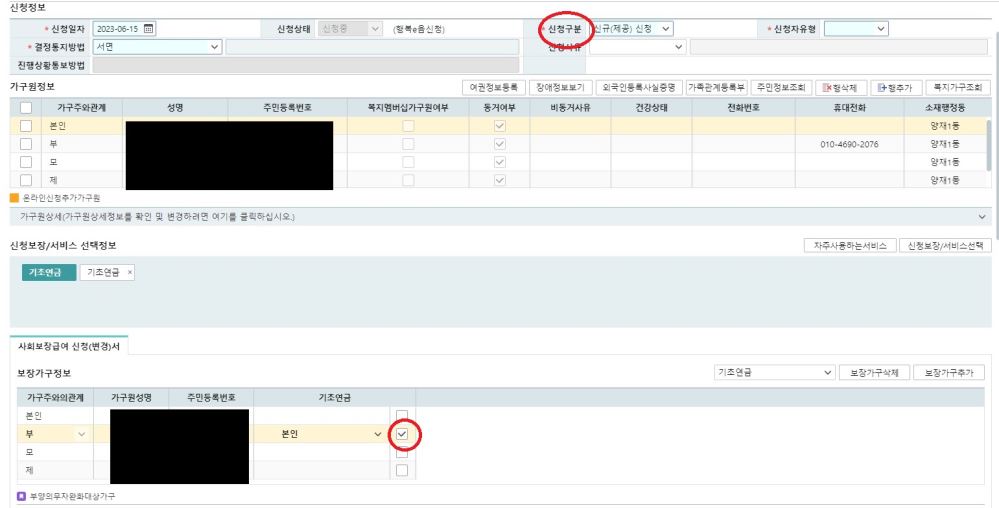 신청정보
* 신청일자 2023-06-15 신청상태 신청중 (행복e음신청) * 신청구분 신규(제공) 신청 * 신청자유형
* 결정통지방법 서면 신청사유
진행상황통보방법
가구원정보 여권정보등록 장애정보보기 외국인등록사실증명 가족관계등록부 주민정보조회 행삭제 행추가 복지가구조회
가구주와관계 성명 주민등록번호 복지멤버십가구원여부 동거여부 비동거사유 건강상태 전화번호 휴대전화 소재행정동
본인 양재1동
부 010-4690-2076 양재1동
모 양재1동
제 양재1동
온라인신청추가가구원
가구원상세(가구원상세정보를 확인 및 변경하려면 여기를 클릭하십시오.)
신청보장/서비스 선택정보 자주사용하는서비스 신청보장/서비스선택
기초연금 기초연금 ×
사회보장급여 신청(변경)서
보장가구정보 기초연금 보장가구삭제 보장가구추가
가구주와의관계 가구원성명 주민등록번호 기초연금
본인
부 본인
모
제
부양의무자완화대상가구